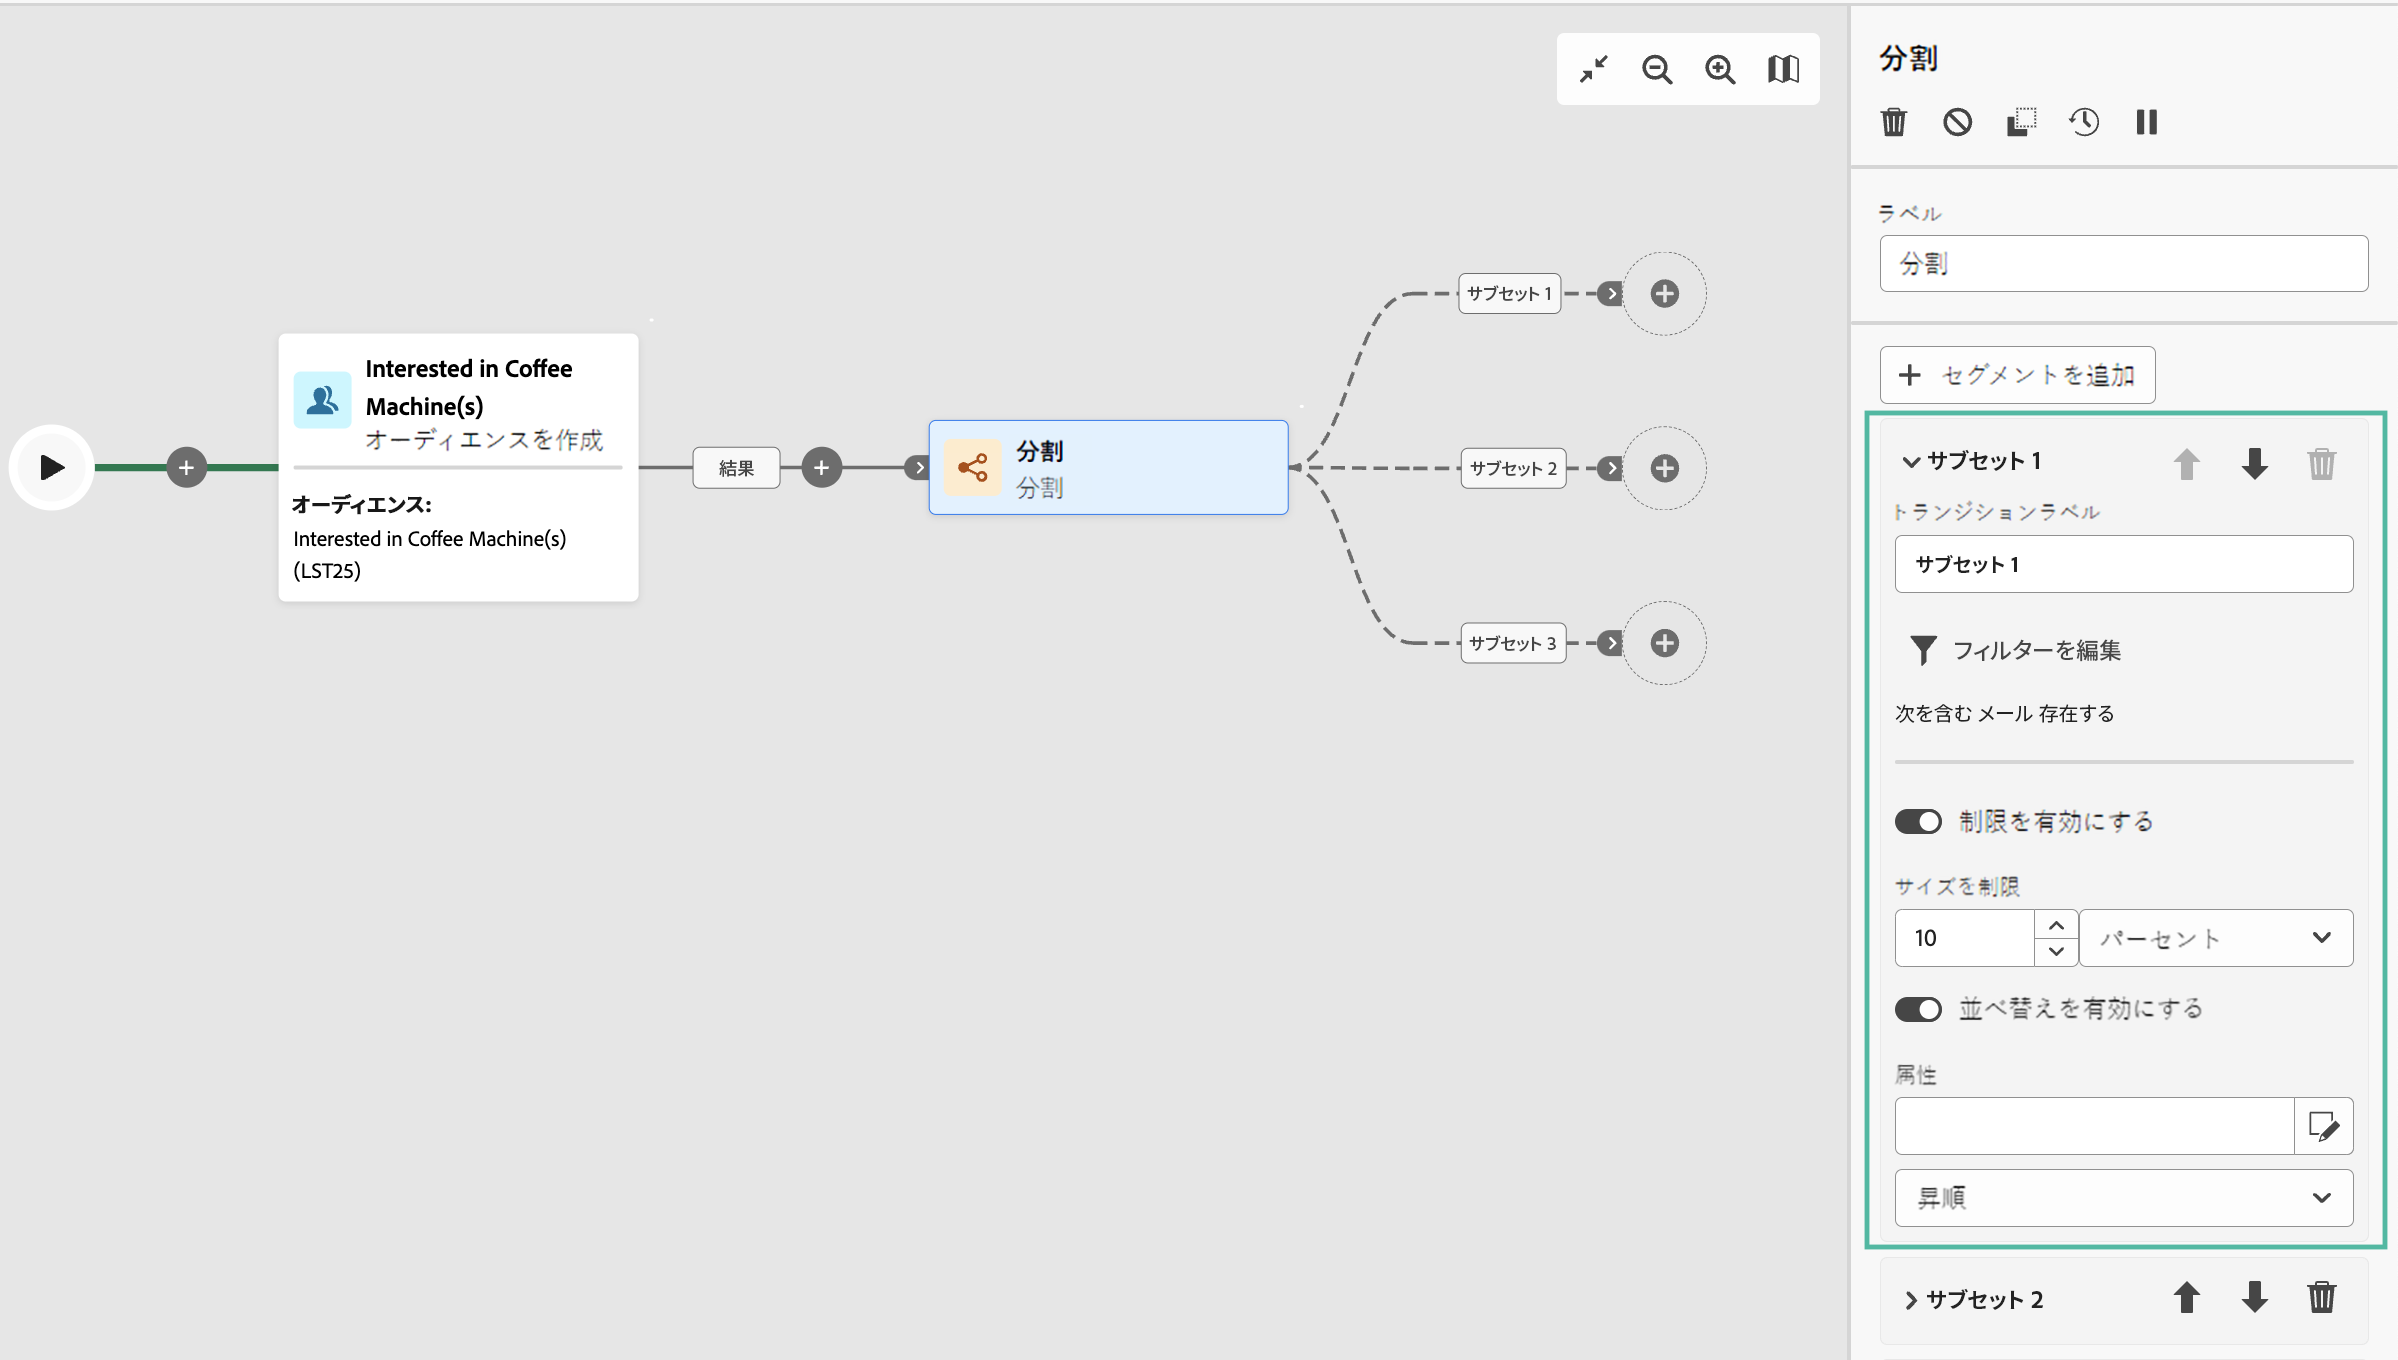 Interested in Coffee
Machine(s)
オーディエンスを作成
オーディエンス:
Interested in Coffee Machine(s)
(LST25)
結果
分割
分割
サブセット 1
サブセット 2
サブセット 3
分割
ラベル
分割
セグメントを追加
サブセット 1
トランジションラベル
サブセット 1
フィルターを編集
次を含む メール 存在する
制限を有効にする
サイズを制限
10
パーセント
並べ替えを有効にする
属性
昇順
サブセット 2